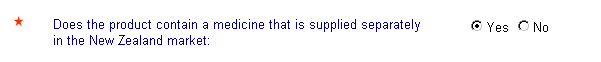 * Does the product contain a medicine that is supplied separately Yes No
in the New Zealand market: